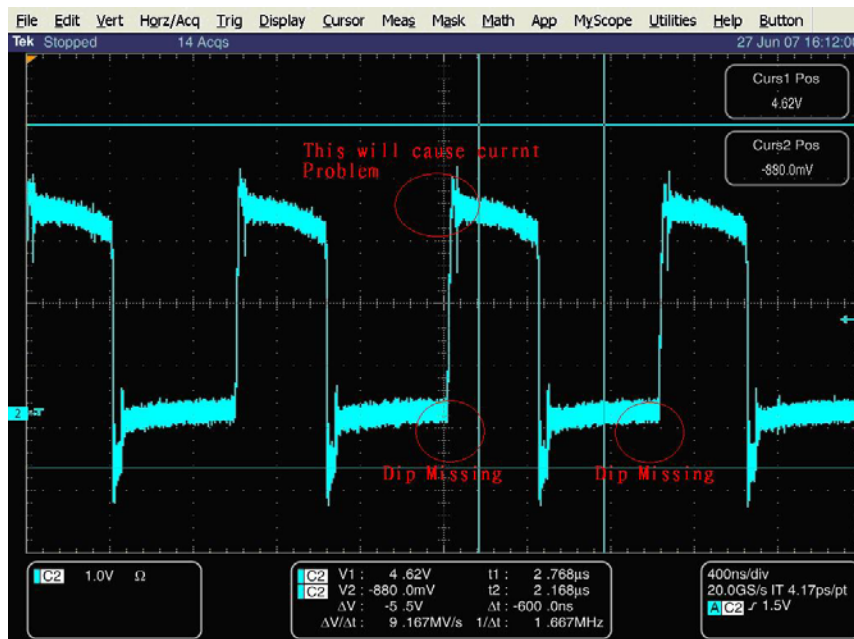 File Edit Vert Horz/Acq Trig Display Cursor Meas Mask Math App MyScope Utilities Help Button
Tek Stopped 14 Acqs 27 Jun 07 16:12:00
Curs1 Pos
4.62V
This will cause currnt
Problem
Curs2 Pos
-880.0mV
2
Dip Missing Dip Missing
C2 1.0V Ω
C2 V1 : 4 .62V t1 : 2 .768µs
C2 V2 : -880 .0mV t2 : 2 .168µs
ΔV : -5 .5V Δt : -600 .0ns
ΔV/Δt : 9 .167MV/s 1/Δt : 1 .667MHz
400ns/div
20.0GS/s IT 4.17ps/pt
A C2 1.5V